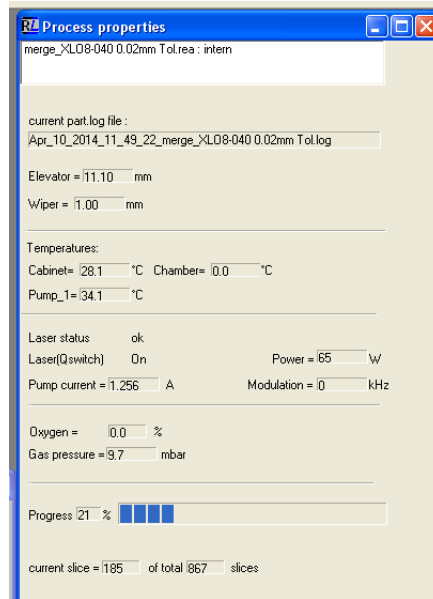 RL Process properties
merge_XLO8-040 0.02mm Tol.rea : intern
current part.log file :
Apr_10_2014_11_49_22_merge_XLO8-040 0.02mm Tol.log
Elevator = 11.10 mm
Wiper = 1.00 mm
Temperatures:
Cabinet= 28.1 °C Chamber= 0.0 °C
Pump_1= 34.1 °C
Laser status ok
Laser(Qswitch) On Power = 65 W
Pump current = 1.256 A Modulation = 0 kHz
Oxygen = 0.0 %
Gas pressure = 9.7 mbar
Progress 21 %
current slice = 185 of total 867 slices